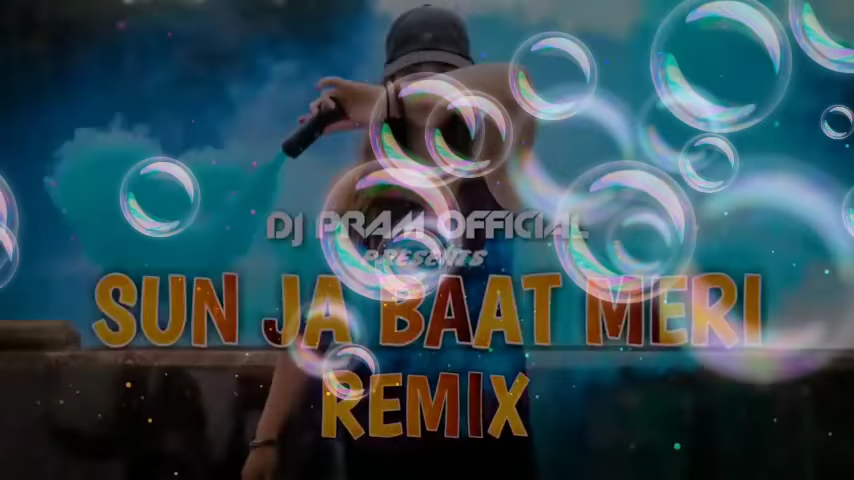 DJ PRAM OFFICIAL
PRESENTS
SUN JA BAAT MERI
REMIX